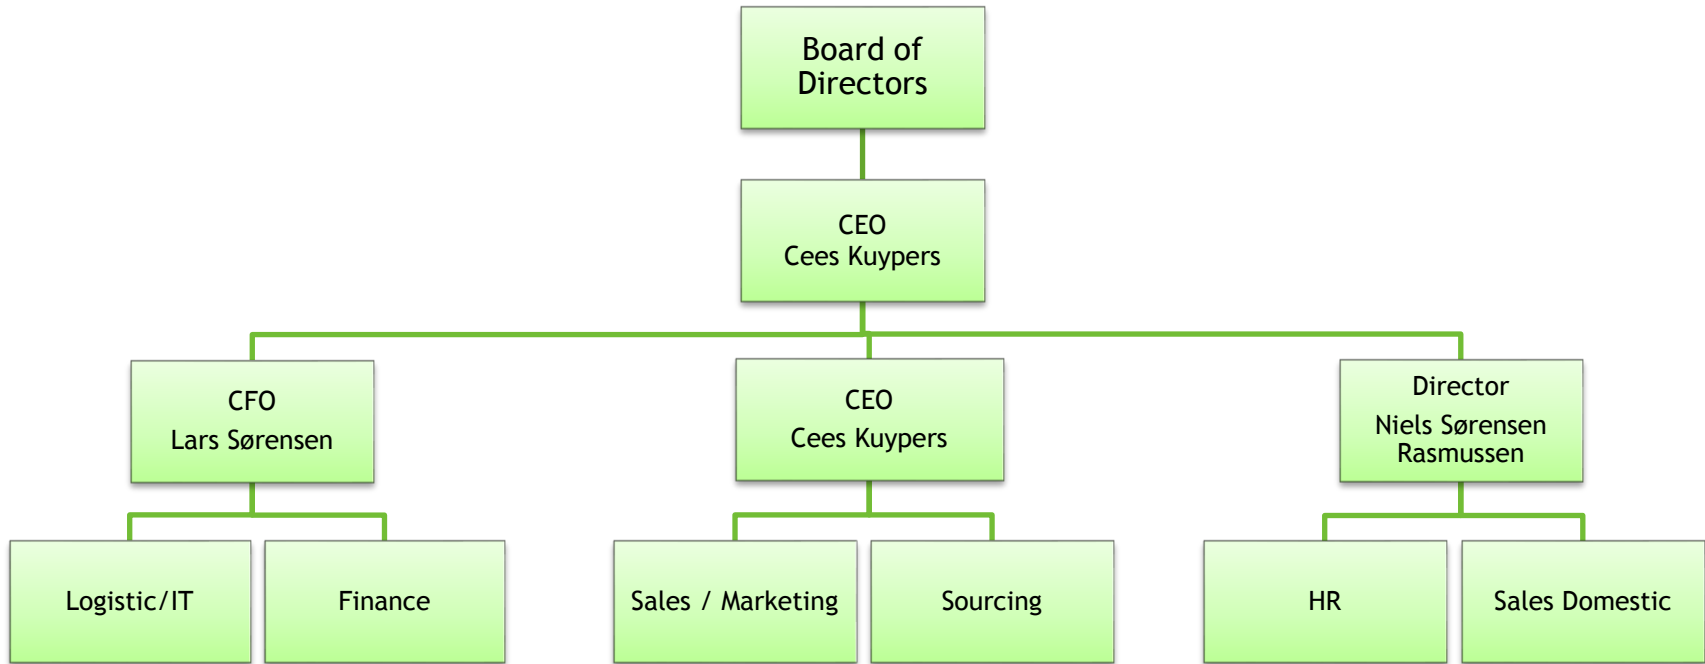 Board of
Directors
CEO
Cees Kuypers
CFO
Lars Sørensen
CEO
Cees Kuypers
Director
Niels Sørensen
Rasmussen
Logistic/IT
Finance
Sales / Marketing
Sourcing
HR
Sales Domestic